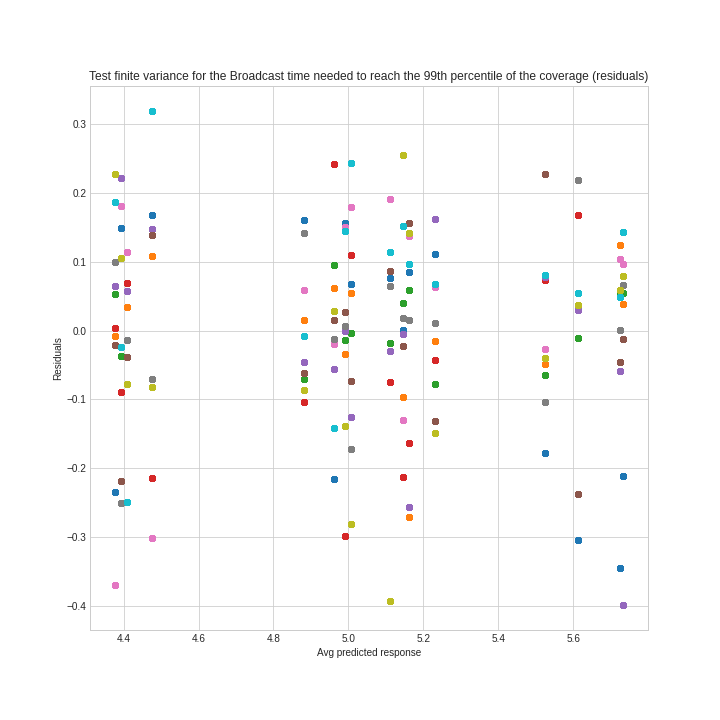 Test finite variance for the Broadcast time needed to reach the 99th percentile of the coverage (residuals)
0.3
0.2
0.1
0.0
−0.1
−0.2
−0.3
−0.4
Residuals
4.4 4.6 4.8 5.0 5.2 5.4 5.6
Avg predicted response